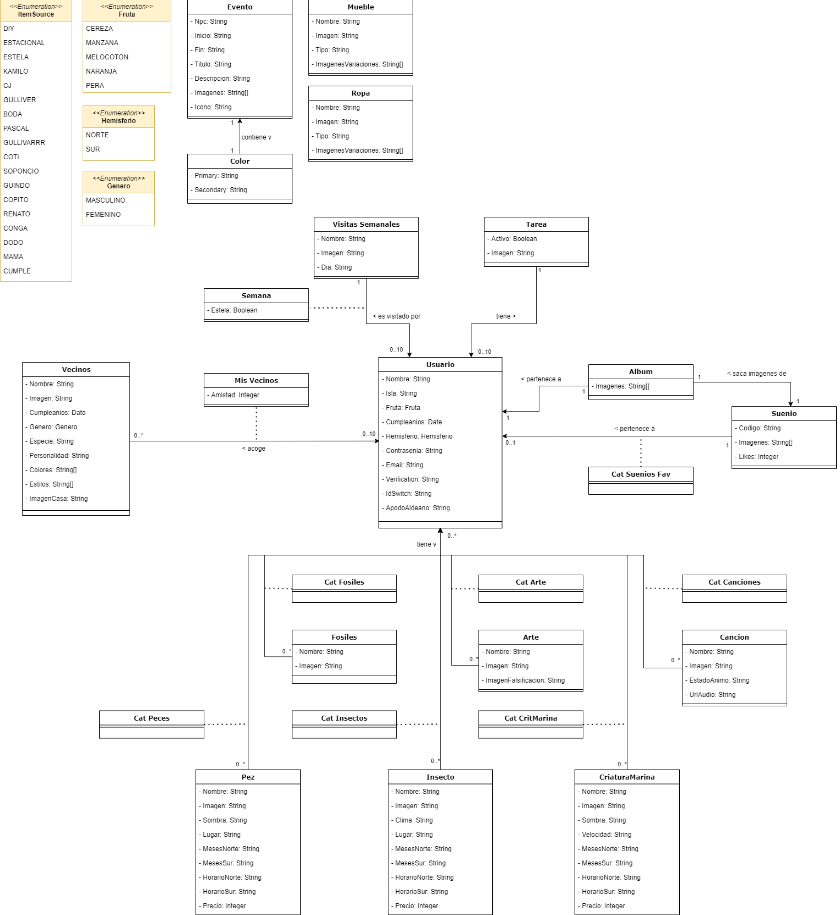 <<Enumeration>>
ItemSource
DIY
ESTACIONAL
ESTELA
KAMILO
CJ
GULLIVER
BODA
PASCAL
GULLIVARRR
COTI
SOPONCIO
GUINDO
COPITO
RENATO
CONGA
DODO
MAMA
CUMPLE
<<Enumeration>>
Fruta
CEREZA
MANZANA
MELOCOTON
NARANJA
PERA
<<Enumeration>>
Hemisferio
NORTE
SUR
<<Enumeration>>
Genero
MASCULINO
FEMENINO
Evento
- Npc: String
- Inicio: String
- Fin: String
- Titulo: String
- Descripcion: String
- Imagenes: String[]
- Icono: String
1
contiene v
1
Color
- Primary: String
- Secondary: String
Mueble
- Nombre: String
- Imagen: String
- Tipo: String
- ImagenesVariaciones: String[]
Ropa
- Nombre: String
- Imagen: String
- Tipo: String
- ImagenesVariaciones: String[]
Visitas Semanales
- Nombre: String
- Imagen: String
- Dia: String
1
Tarea
- Activo: Boolean
- Imagen: String
1
Semana
- Estela: Boolean
< es visitado por
tiene >
0..10
0..10
Vecinos
- Nombre: String
- Imagen: String
- Cumpleanios: Date
- Genero: Genero
- Especie: String
- Personalidad: String
- Colores: String[]
- Estilos: String[]
- ImagenCasa: String
0..*
Mis Vecinos
- Amistad: Integer
0..10
< acoge
Usuario
- Nombre: String
- Isla: String
- Fruta: Fruta
- Cumpleanios: Date
- Hemisferio: Hemisferio
- Contrasenia: String
- Email: String
- Verification: String
- IdSwitch: String
- ApodoAldeano: String
< pertenece a
1
1
Album
- Imagenes: String[]
1
< saca imagenes de
1
Suenio
- Codigo: String
- Imagenes: String[]
- Likes: Integer
< pertenece a
0..1
1
Cat Suenios Fav
0..*
tiene v
Cat Fosiles
Cat Arte
Cat Canciones
Fosiles
- Nombre: String
- Imagen: String
0..*
Arte
- Nombre: String
- Imagen: String
- ImagenFalsificacion: String
0..*
Cancion
- Nombre: String
- Imagen: String
- EstadoAnimo: String
- UrlAudio: String
0..*
Cat Peces
Cat Insectos
Cat CritMarina
0..*
0..*
0..*
Pez
- Nombre: String
- Imagen: String
- Sombra: String
- Lugar: String
- MesesNorte: String
- MesesSur: String
- HorarioNorte: String
- HorarioSur: String
- Precio: Integer
Insecto
- Nombre: String
- Imagen: String
- Clima: String
- Lugar: String
- MesesNorte: String
- MesesSur: String
- HorarioNorte: String
- HorarioSur: String
- Precio: Integer
CriaturaMarina
- Nombre: String
- Imagen: String
- Sombra: String
- Velocidad: String
- MesesNorte: String
- MesesSur: String
- HorarioNorte: String
- HorarioSur: String
- Precio: Integer